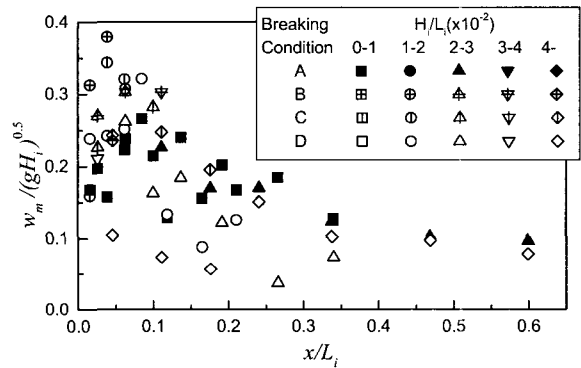 Breaking H_i/L_i(x10^-2)
Condition 0-1 1-2 2-3 3-4 4-
A
B
C
D
0.4
0.3
0.2
0.1
0.0
w_m/(gH_i)^0.5
0.0 0.1 0.2 0.3 0.4 0.5 0.6
x/L_i